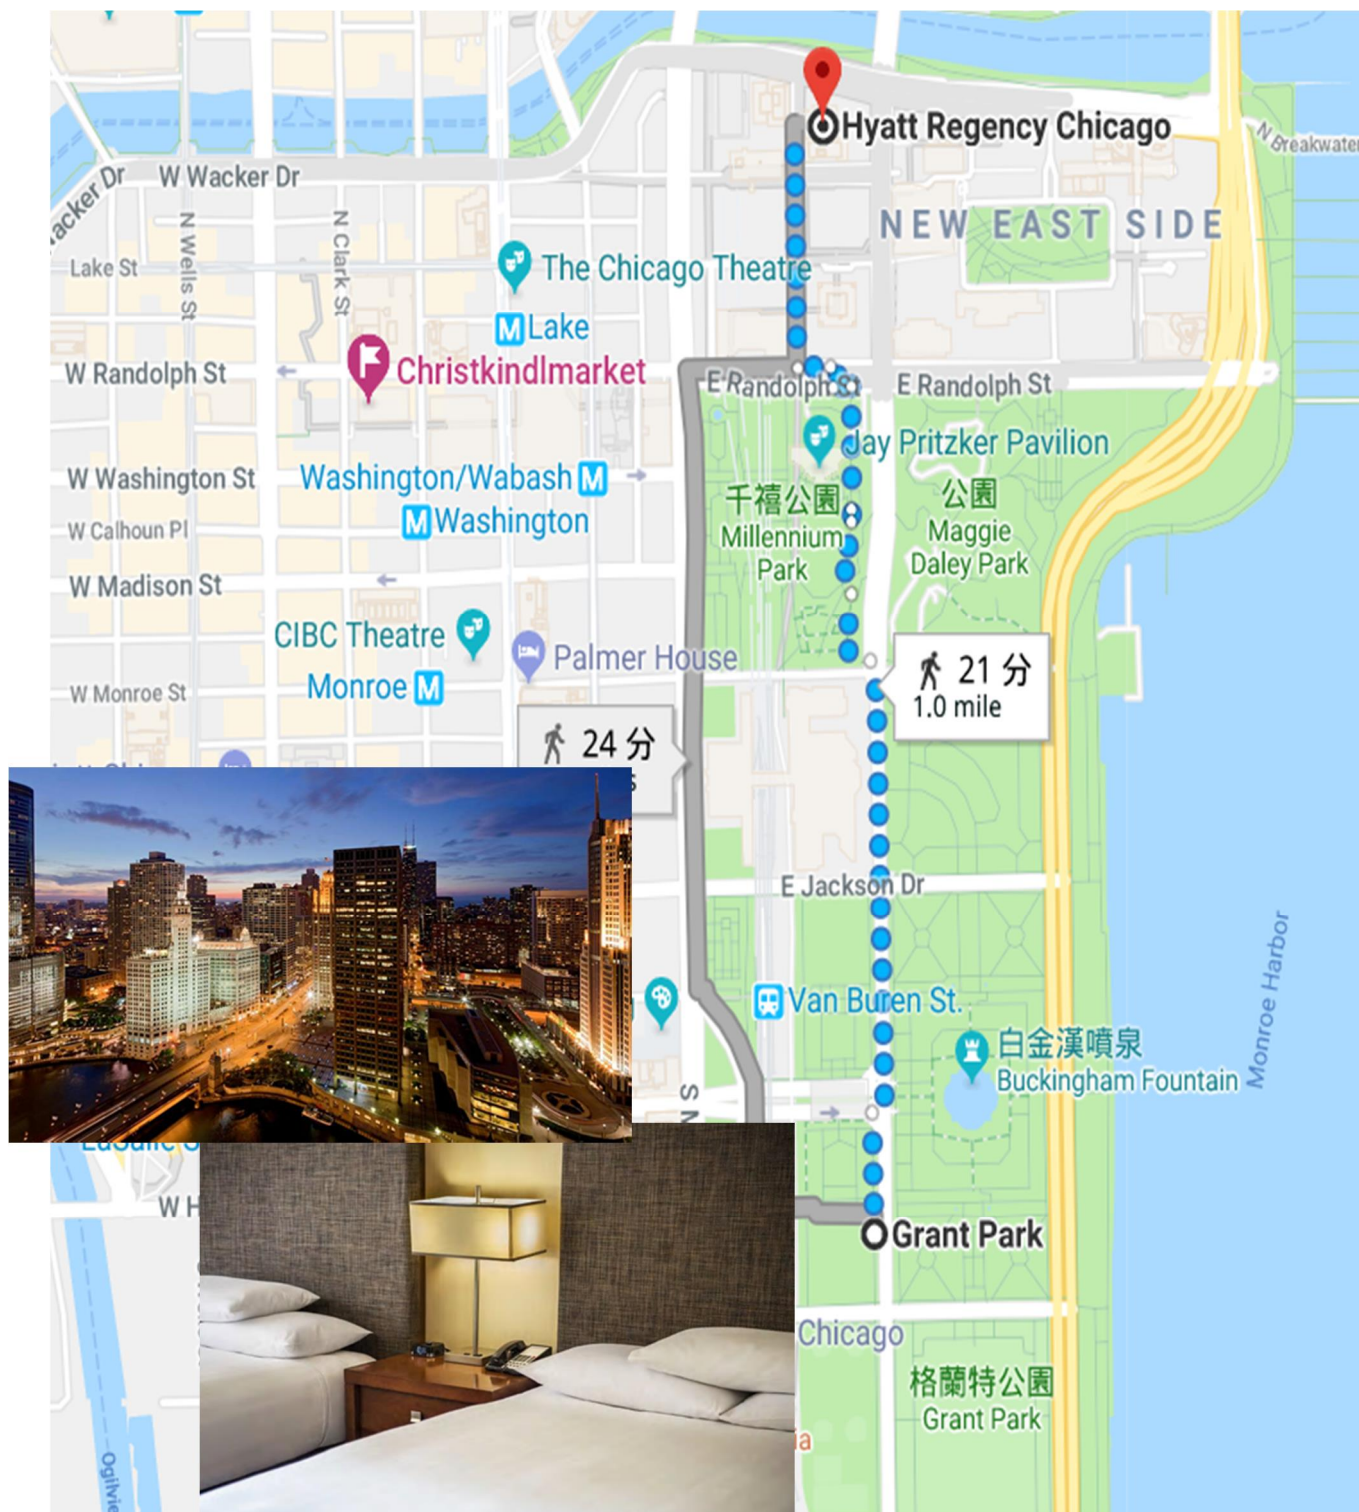 Hyatt Regency Chicago
N Breakwater
W Wacker Dr
acker Dr
N Wells St
N Clark St
NEW EAST SIDE
Lake St
The Chicago Theatre
M Lake
W Randolph St
Christkindlmarket
E Randolph St
E Randolph St
Jay Pritzker Pavilion
W Washington St
Washington/Wabash M
M Washington
千禧公園
Millennium
Park
公園
Maggie
Daley Park
W Calhoun Pl
W Madison St
CIBC Theatre
Palmer House
Monroe M
W Monroe St
21 分
1.0 mile
24 分
s
E Jackson Dr
Van Buren St.
白金漢噴泉
Buckingham Fountain
Monroe Harbor
N S
W H
Grant Park
Chicago
格蘭特公園
Grant Park
ia
Ogilvie